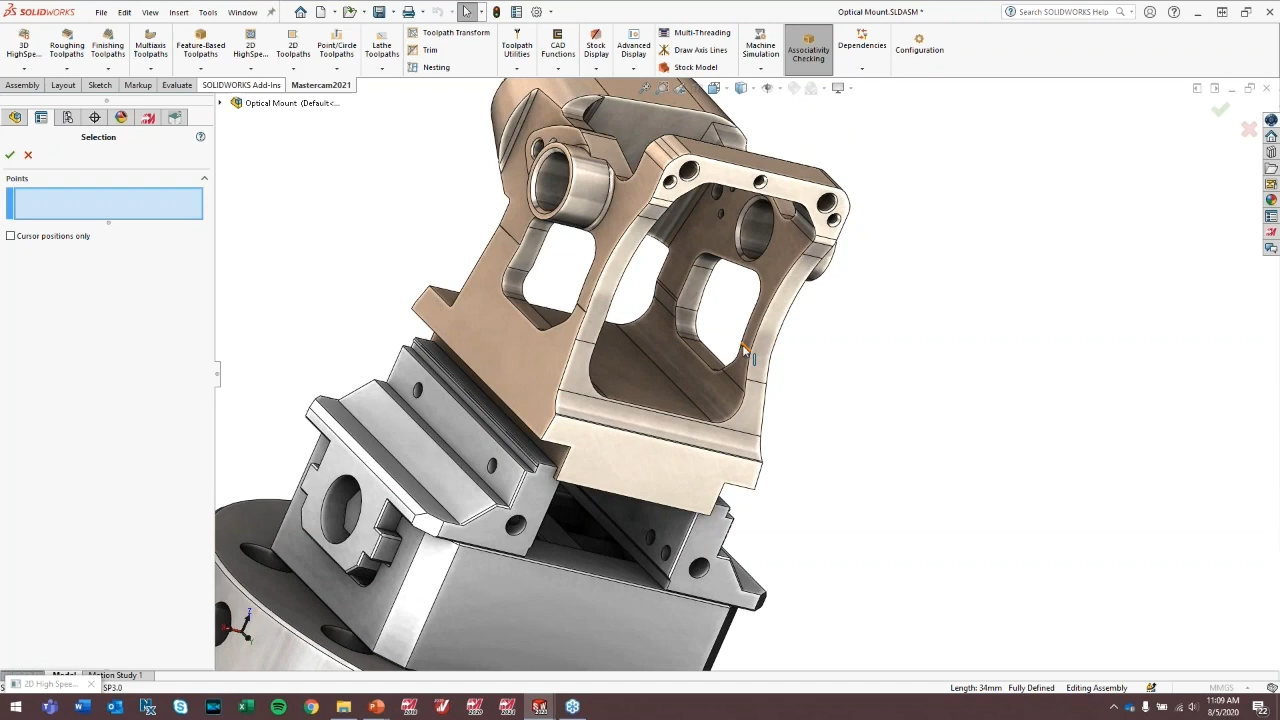 SOLIDWORKS File Edit View Insert Tools Window Optical Mount.SLDASM * Search SOLIDWORKS Help
3D HighSpe... Roughing Toolpaths Finishing Toolpaths Multiaxis Toolpaths Feature-Based Toolpaths 2D HighSpe... 2D Toolpaths Point/Circle Toolpaths Lathe Toolpaths Toolpath Transform Toolpath Utilities CAD Functions Stock Display Advanced Display Multi-Threading Machine Simulation Associativity Checking Dependencies Configuration
Trim Draw Axis Lines
Nesting Stock Model
Assembly Layout Sketch Markup Evaluate SOLIDWORKS Add-Ins Mastercam2021
Optical Mount (Default<...
Selection
Points
Cursor positions only
Model Motion Study 1
2D High Spee...
SP3.0 Length: 34mm Fully Defined Editing Assembly MMGS
11:09 AM
8/5/2020